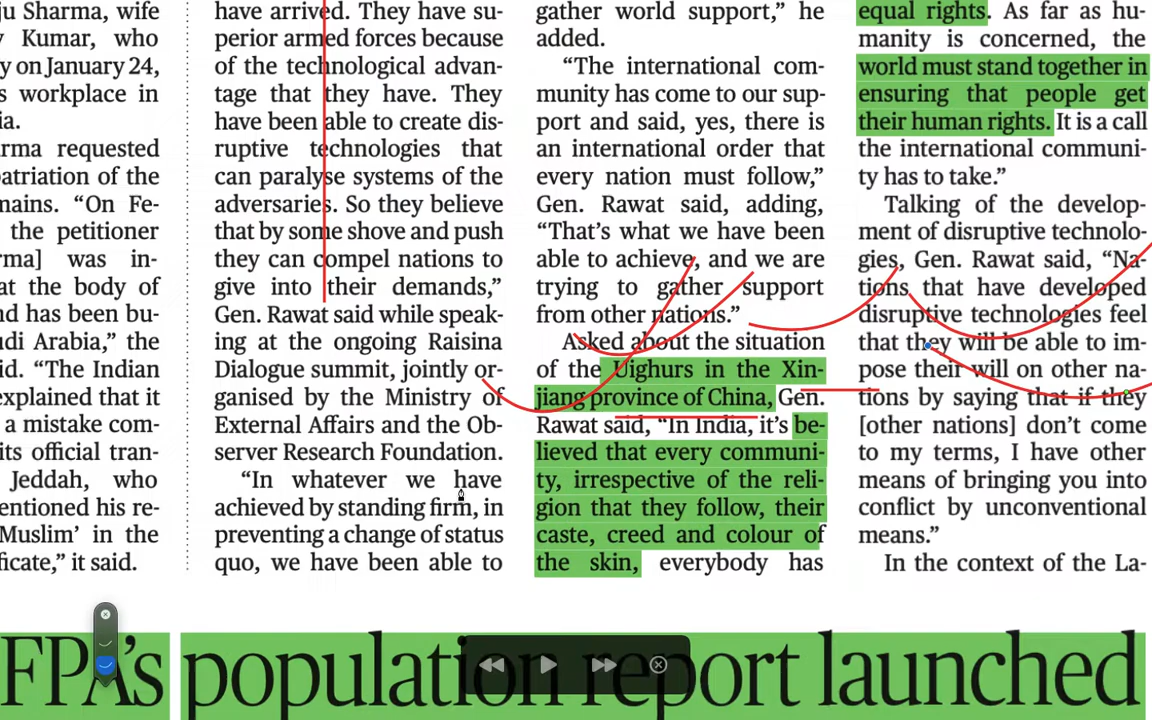 ju Sharma, wife
Kumar, who
y on January 24,
s workplace in
ia.
rma requested
patriation of the
mains. “On Fe-
the petitioner
rma] was in-
at the body of
nd has been bu-
udi Arabia,” the
id. “The Indian
explained that it
a mistake com-
its official tran-
Jeddah, who
entioned his re-
Muslim’ in the
ficate,” it said.
have arrived. They have su-
perior armed forces because
of the technological advan-
tage that they have. They
have been able to create dis-
ruptive technologies that
can paralyse systems of the
adversaries. So they believe
that by some shove and push
they can compel nations to
give into their demands,”
Gen. Rawat said while speak-
ing at the ongoing Raisina
Dialogue summit, jointly or-
ganised by the Ministry of
External Affairs and the Ob-
server Research Foundation.
“In whatever we have
achieved by standing firm, in
preventing a change of status
quo, we have been able to
gather world support,” he
added.
“The international com-
munity has come to our sup-
port and said, yes, there is
an international order that
every nation must follow,”
Gen. Rawat said, adding,
“That’s what we have been
able to achieve, and we are
trying to gather support
from other nations.”
Asked about the situation
of the Uighurs in the Xin-
jiang province of China, Gen.
Rawat said, “In India, it’s be-
lieved that every communi-
ty, irrespective of the reli-
gion that they follow, their
caste, creed and colour of
the skin, everybody has
equal rights. As far as hu-
manity is concerned, the
world must stand together in
ensuring that people get
their human rights. It is a call
the international communi-
ty has to take.”
Talking of the develop-
ment of disruptive technolo-
gies, Gen. Rawat said, “Na-
tions that have developed
disruptive technologies feel
that they will be able to im-
pose their will on other na-
tions by saying that if they
[other nations] don’t come
to my terms, I have other
means of bringing you into
conflict by unconventional
means.”
In the context of the La-
FPA’s population report launched